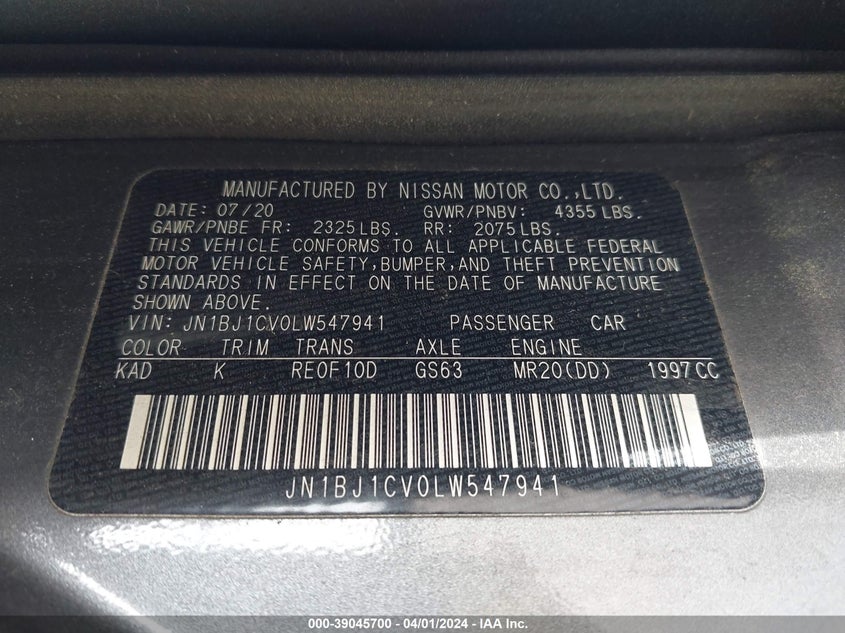 MANUFACTURED BY NISSAN MOTOR CO.,LTD.
DATE: 07/20 GVWR/PNBV: 4355 LBS.
GAWR/PNBE FR: 2325 LBS. RR: 2075 LBS.
THIS VEHICLE CONFORMS TO ALL APPLICABLE FEDERAL
MOTOR VEHICLE SAFETY,BUMPER,AND THEFT PREVENTION
STANDARDS IN EFFECT ON THE DATE OF MANUFACTURE
SHOWN ABOVE.
VIN: JN1BJ1CV0LW547941 PASSENGER CAR
COLOR TRIM TRANS AXLE ENGINE
KAD K RE0F10D GS63 MR20(DD) 1997 CC
JN1BJ1CV0LW547941
000-39045700 - 04/01/2024 - IAA Inc.